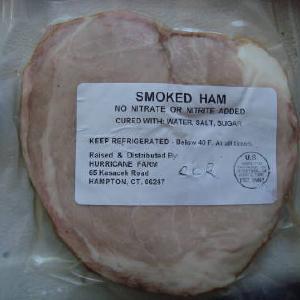 SMOKED HAM
NO NITRATE OR NITRITE ADDED
CURED WITH: WATER, SALT, SUGAR
KEEP REFRIGERATED - Below 40 F. At all times.
Raised & Distributed By:
HURRICANE FARM
65 Kasacek Road
HAMPTON, CT. 06247
U.S